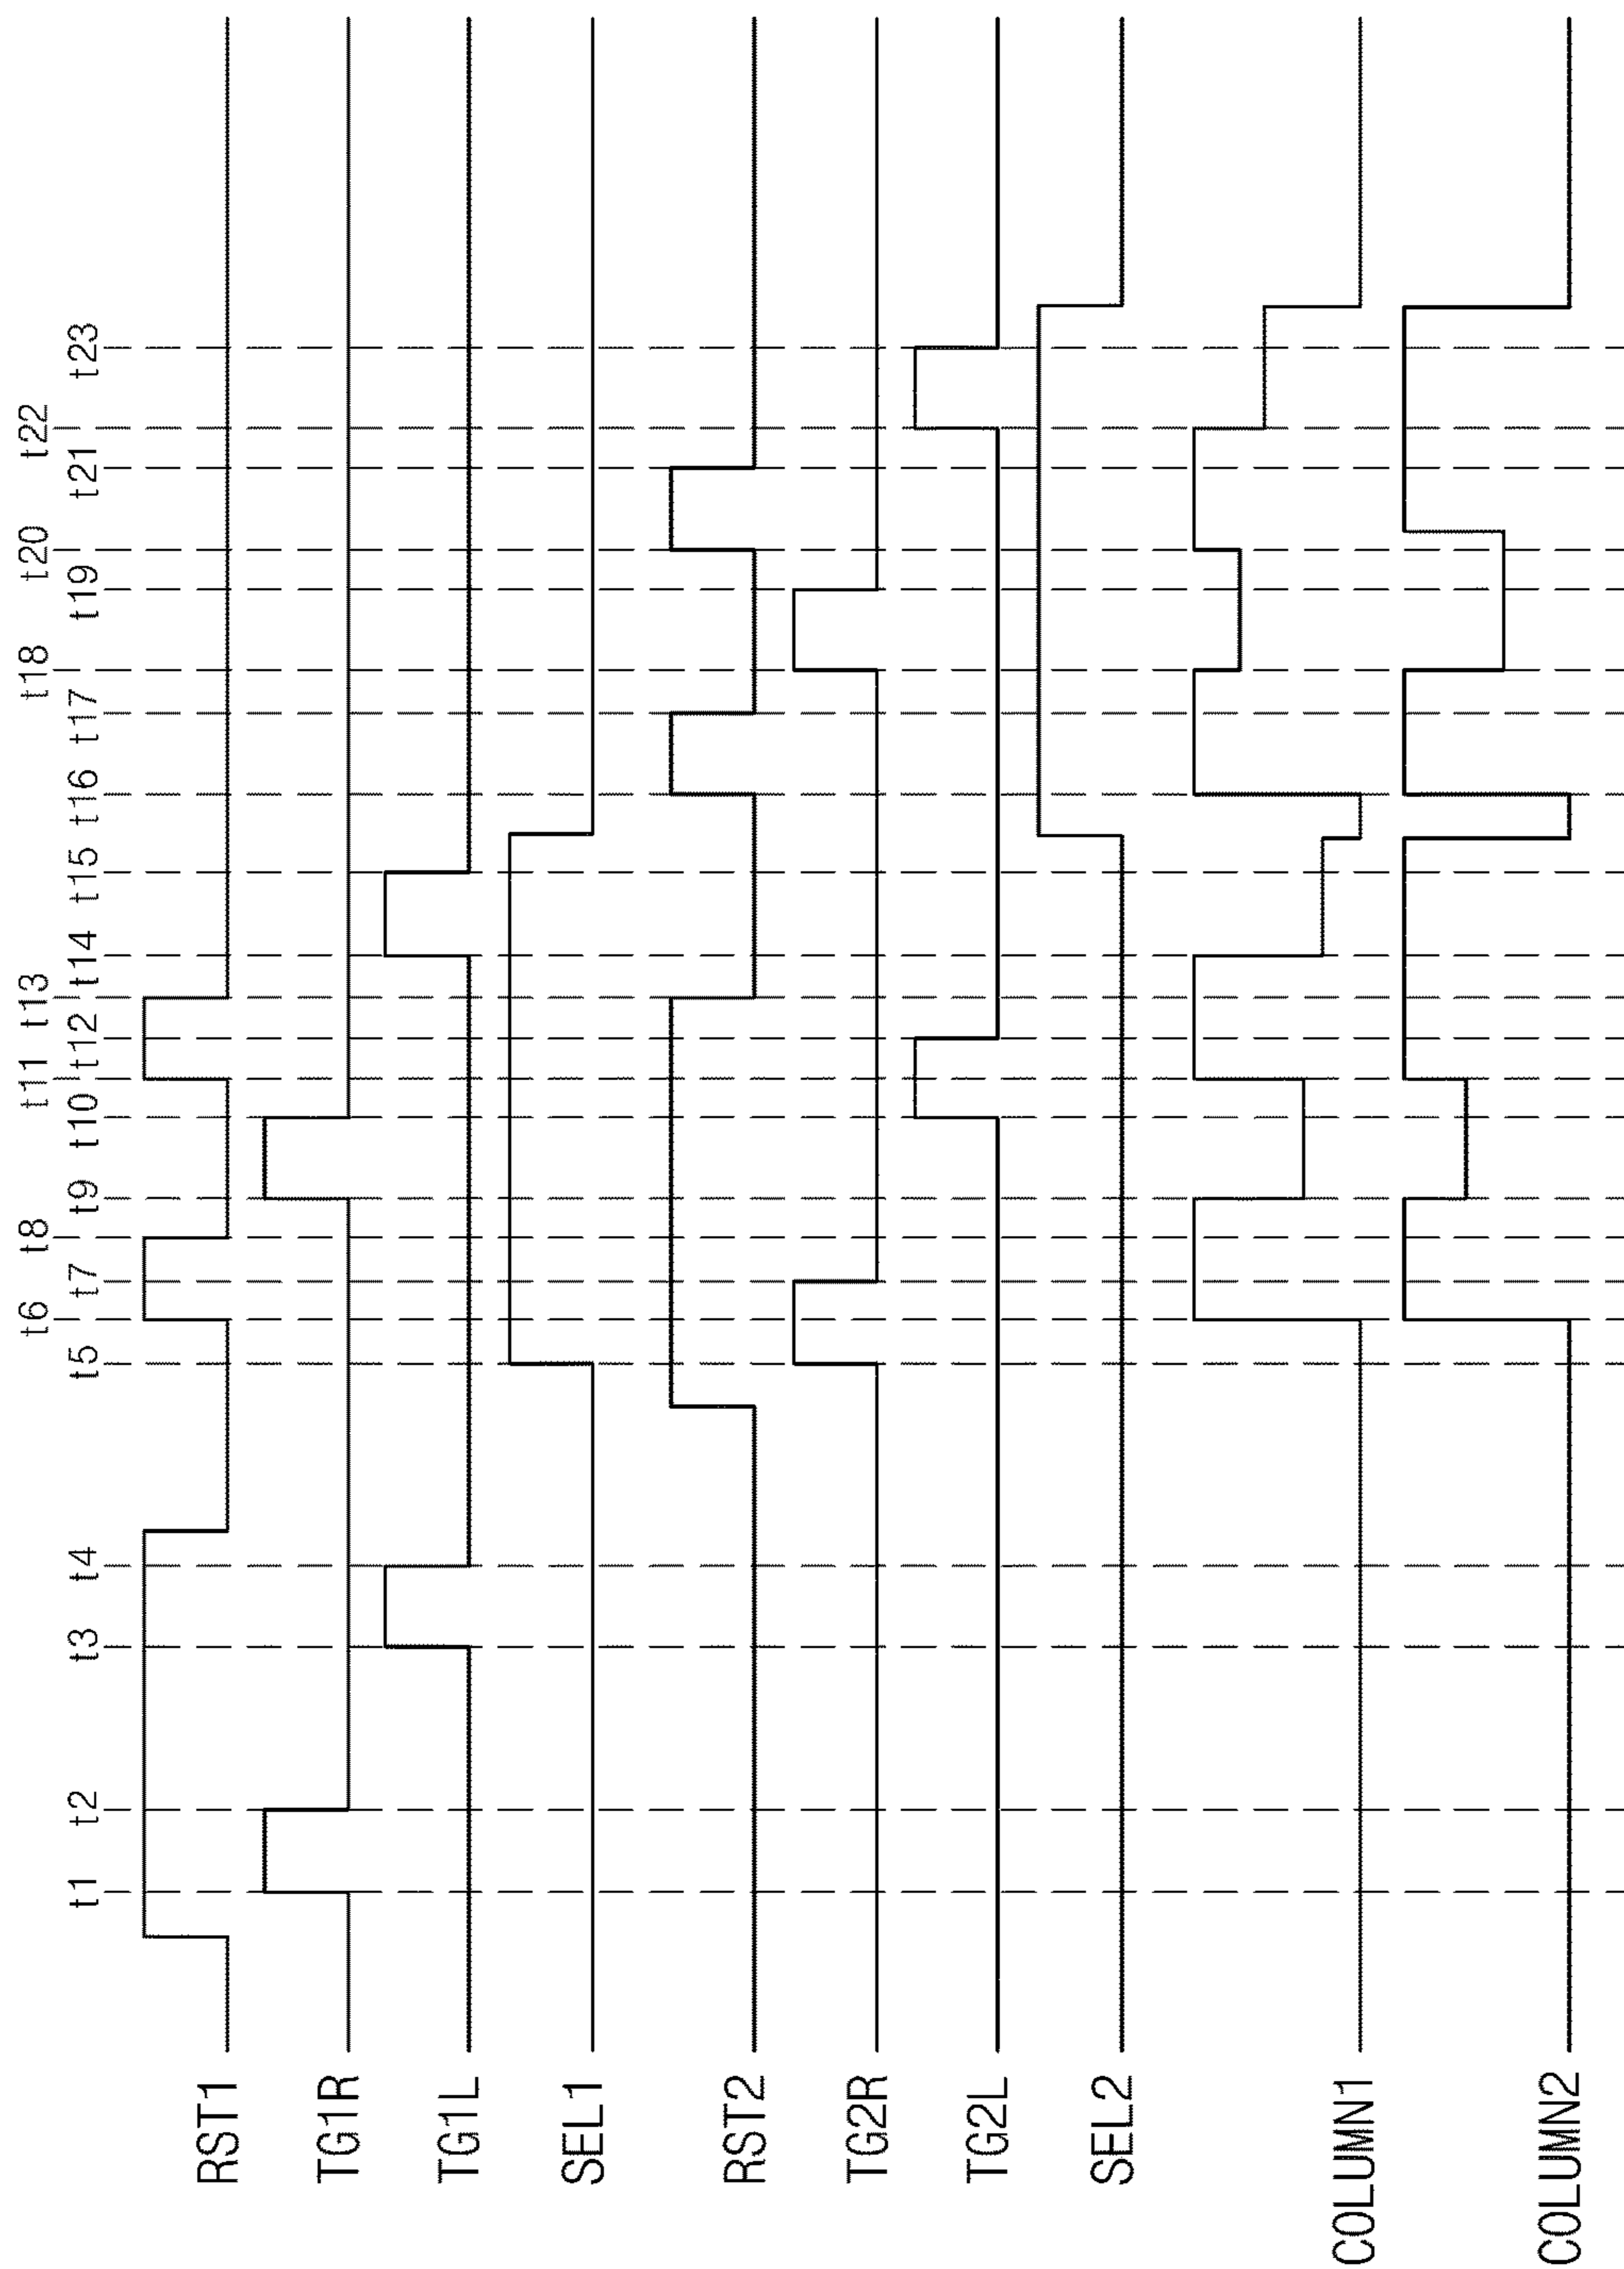 t1
t2
t3
t4
t5
t6
t7
t8
t9
t10
t11
t12
t13
t14
t15
t16
t17
t18
t19
t20
t21
t22
t23
RST1
TG1R
TG1L
SEL1
RST2
TG2R
TG2L
SEL2
COLUMN1
COLUMN2